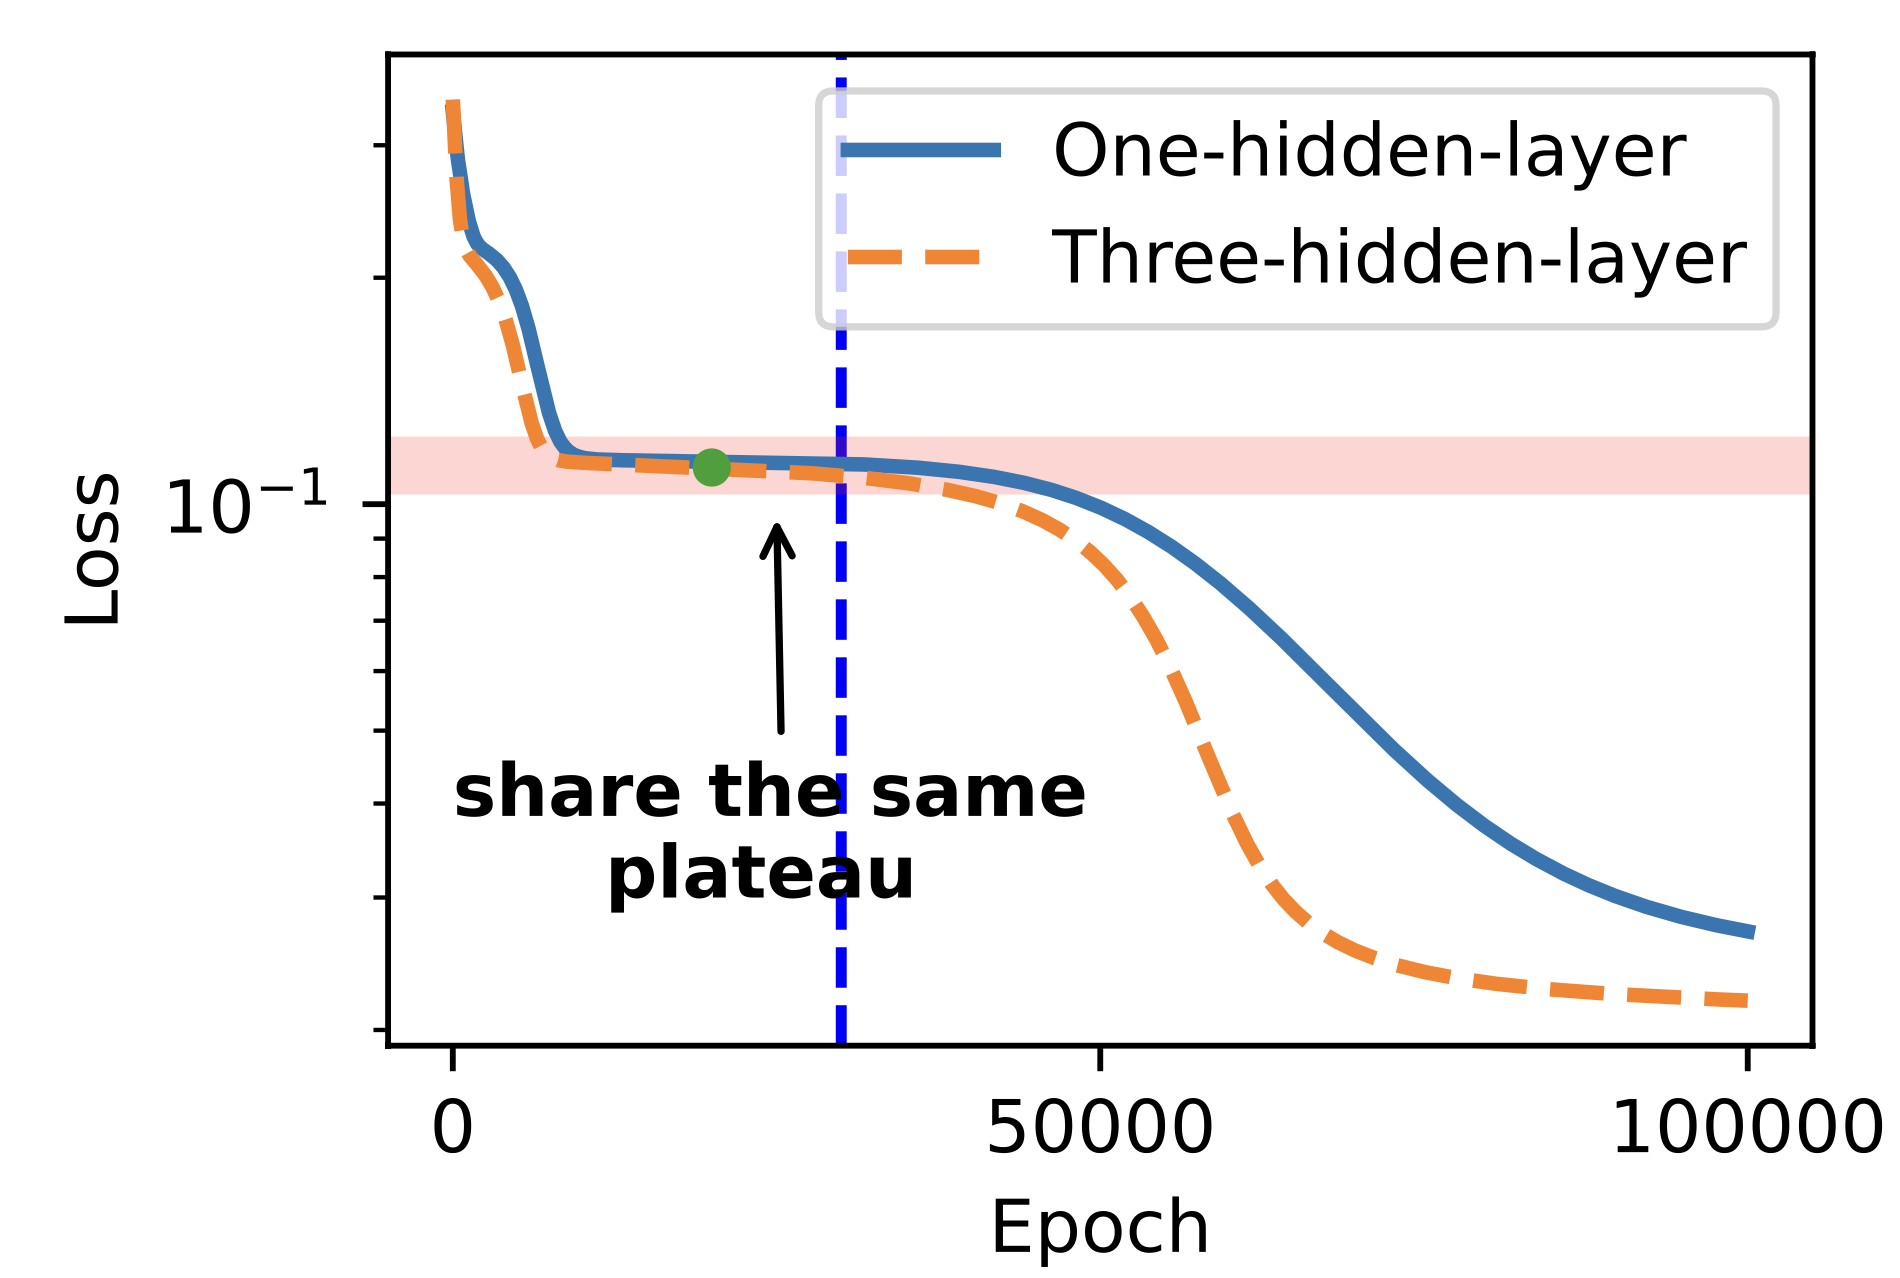 One-hidden-layer
Three-hidden-layer
Loss
10⁻¹
share the same
plateau
0 50000 100000
Epoch